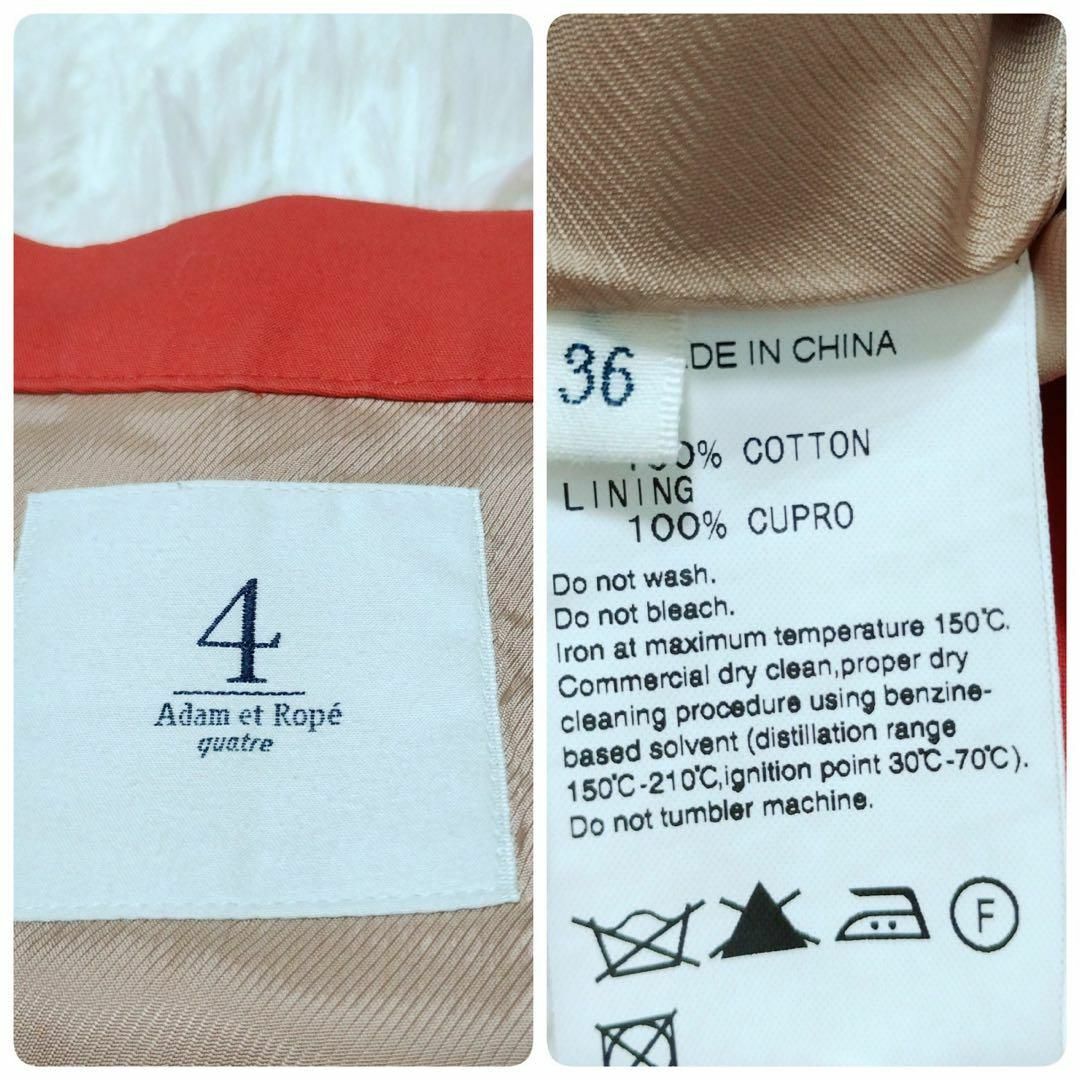 4
Adam et Ropé
quatre
36
DE IN CHINA
100% COTTON
LINING
100% CUPRO
Do not wash.
Do not bleach.
Iron at maximum temperature 150℃.
Commercial dry clean,proper dry
cleaning procedure using benzine-
based solvent (distillation range
150℃-210℃,ignition point 30℃-70℃).
Do not tumbler machine.
F